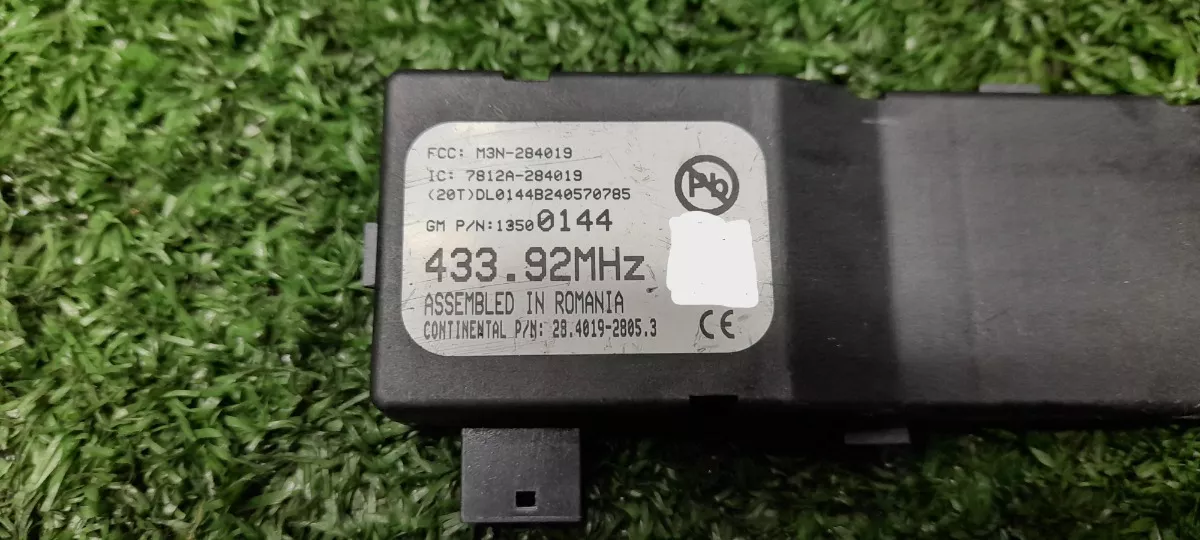 FCC: M3N-284019
IC: 7812A-284019
(20T)DL0144B240570785
Pb
GM P/N:13500144
433.92MHz
ASSEMBLED IN ROMANIA
CONTINENTAL P/N: 28.4019-2805.3
CE